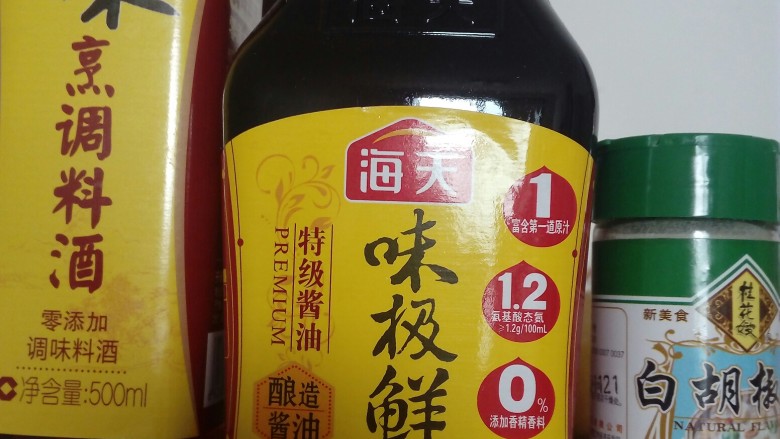 烹调料酒
零添加
调味料酒
净含量:500ml
海天
特级酱油
PREMIUM
味极鲜
酿造
酱油
1
富含第一道原汁
1.2
氨基酸态氮
≥1.2g/100mL
0%
添加香精香料
新美食
桂花
白胡椒
NATURAL